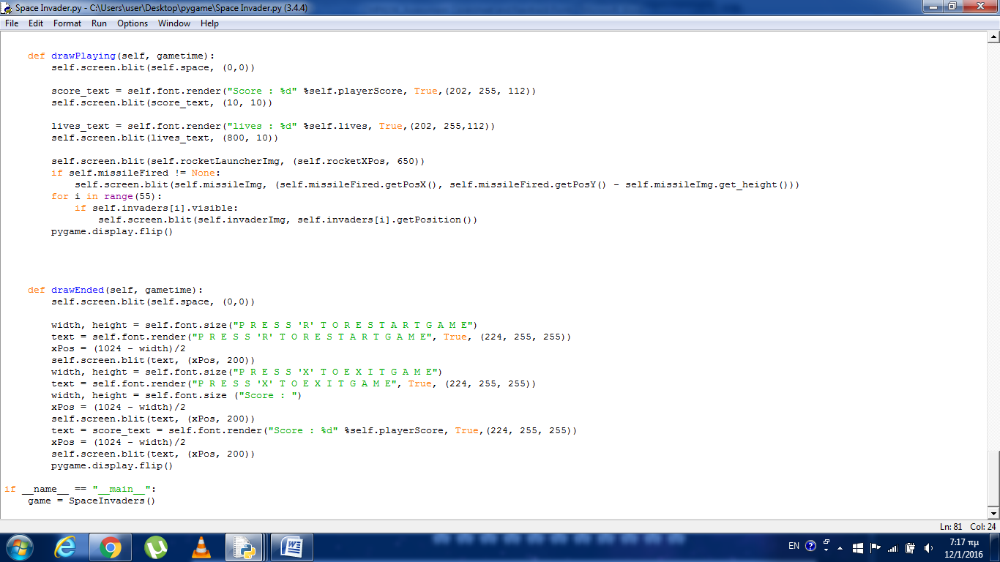 Space Invader.py - C:\Users\user\Desktop\pygame\Space Invader.py (3.4.4)
File Edit Format Run Options Window Help
    def drawPlaying(self, gametime):
        self.screen.blit(self.space, (0,0))

        score_text = self.font.render("Score : %d" %self.playerScore, True,(202, 255, 112))
        self.screen.blit(score_text, (10, 10))

        lives_text = self.font.render("lives : %d" %self.lives, True,(202, 255,112))
        self.screen.blit(lives_text, (800, 10))

        self.screen.blit(self.rocketLauncherImg, (self.rocketXPos, 650))
        if self.missileFired != None:
            self.screen.blit(self.missileImg, (self.missileFired.getPosX(), self.missileFired.getPosY() - self.missileImg.get_height()))
        for i in range(55):
            if self.invaders[i].visible:
                self.screen.blit(self.invaderImg, self.invaders[i].getPosition())
        pygame.display.flip()

    def drawEnded(self, gametime):
        self.screen.blit(self.space, (0,0))

        width, height = self.font.size("P R E S S 'R' T O R E S T A R T G A M E")
        text = self.font.render("P R E S S 'R' T O R E S T A R T G A M E", True, (224, 255, 255))
        xPos = (1024 - width)/2
        self.screen.blit(text, (xPos, 200))
        width, height = self.font.size("P R E S S 'X' T O E X I T G A M E")
        text = self.font.render("P R E S S 'X' T O E X I T G A M E", True, (224, 255, 255))
        width, height = self.font.size ("Score : ")
        xPos = (1024 - width)/2
        self.screen.blit(text, (xPos, 200))
        text = score_text = self.font.render("Score : %d" %self.playerScore, True,(224, 255, 255))
        xPos = (1024 - width)/2
        self.screen.blit(text, (xPos, 200))
        pygame.display.flip()

if __name__ == "__main__":
    game = SpaceInvaders()
Ln: 81 Col: 24
EN
7:17 πμ
12/1/2016